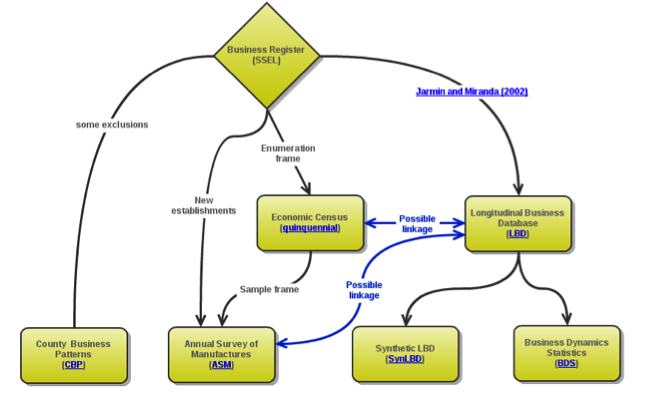 Business Register
(SSEL)
Jarmin and Miranda (2002)
some exclusions
Enumeration
frame
New
establishments
Economic Census
(quinquennial)
Possible
linkage
Longitudinal Business
Database
(LBD)
Sample frame
Possible
linkage
County Business
Patterns
(CBP)
Annual Survey of
Manufactures
(ASM)
Synthetic LBD
(SynLBD)
Business Dynamics
Statistics
(BDS)